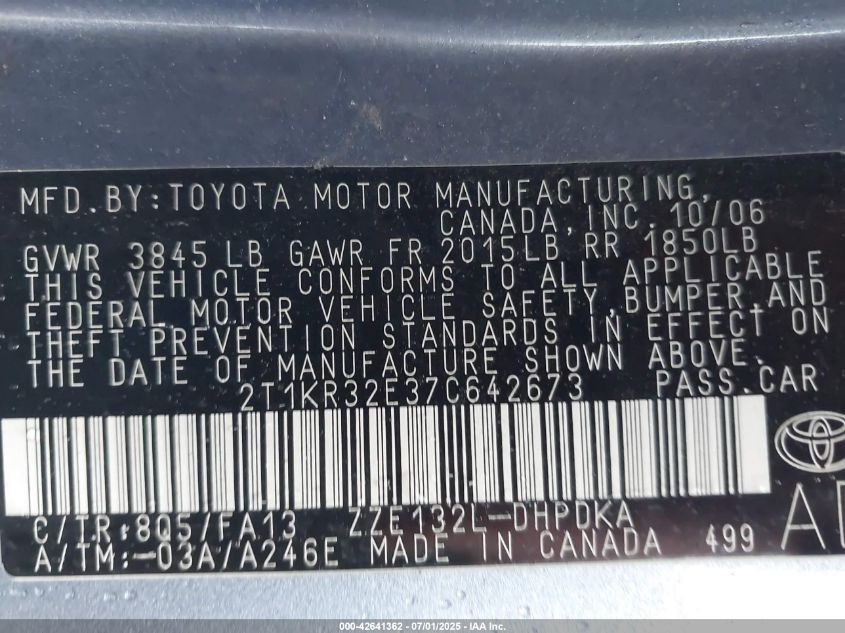 MFD.BY:TOYOTA MOTOR MANUFACTURING,
CANADA,INC. 10/06
GVWR 3845 LB GAWR FR 2015LB RR 1850LB
THIS VEHICLE CONFORMS TO ALL APPLICABLE
FEDERAL MOTOR VEHICLE SAFETY,BUMPER,AND
THEFT PREVENTION STANDARDS IN EFFECT ON
THE DATE OF MANUFACTURE SHOWN ABOVE.
2T1KR32E37C642673 PASS.CAR
C/TR:8Q5/FA13 ZZE132L-DHPDKA
A/TM:-03A/A246E MADE IN CANADA 499
000-42641362 / 07/01/2025 - IAA Inc.